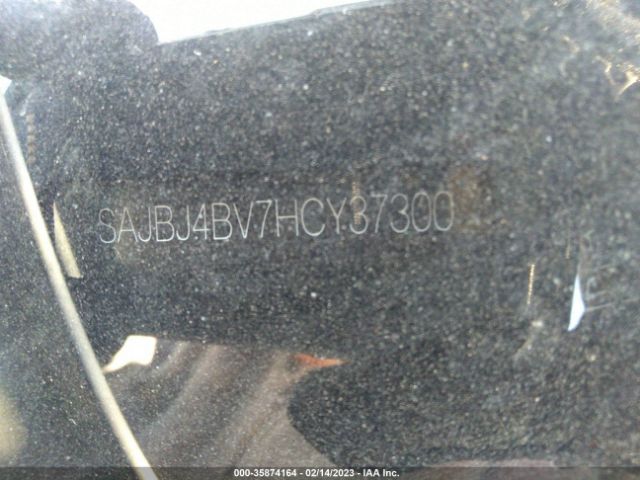 SAJBJ4BV7HCY37300
000-35874164 - 02/14/2023 - IAA Inc.